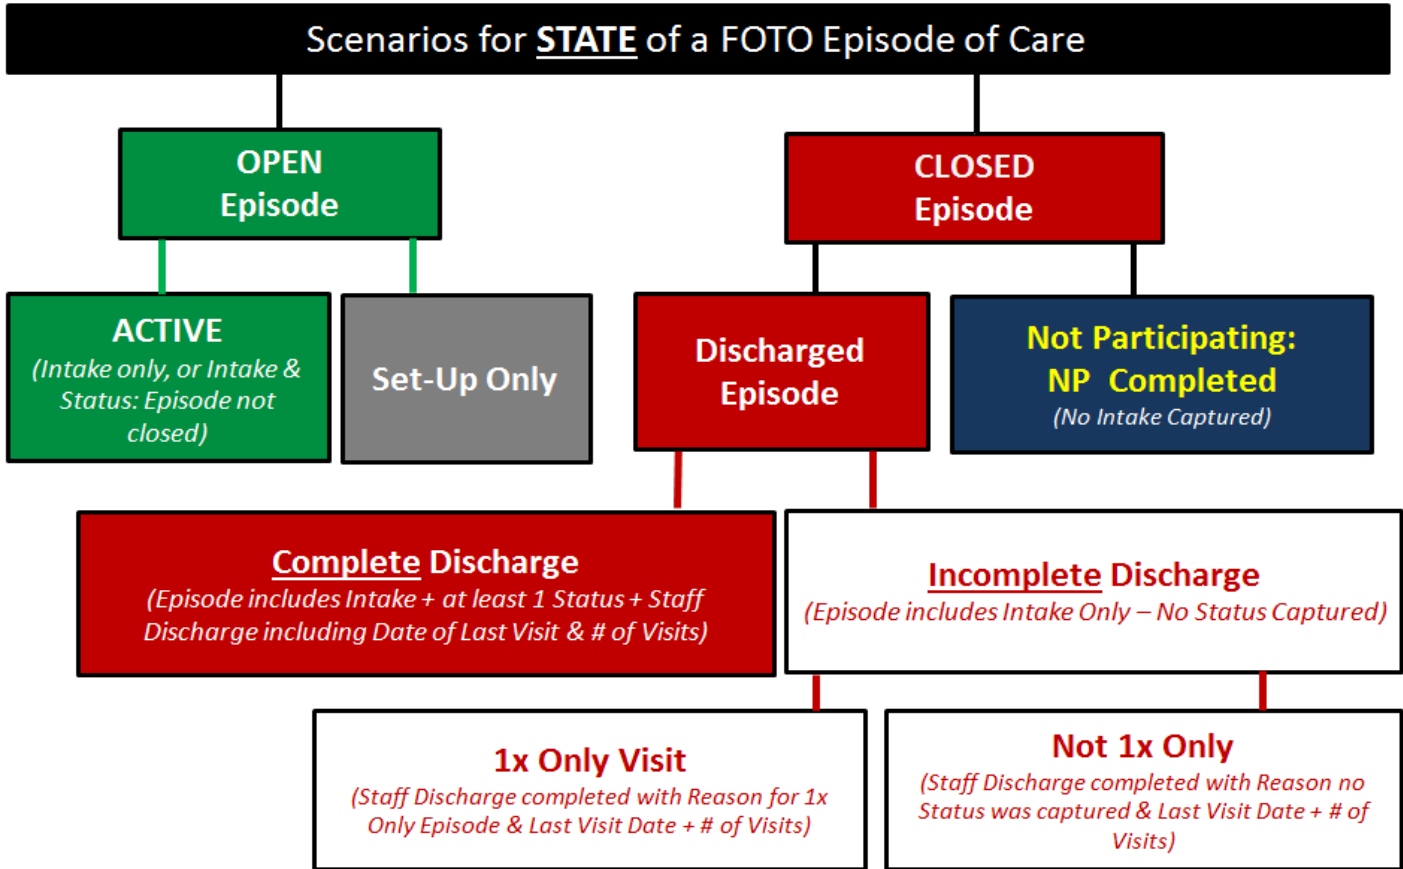 Scenarios for STATE of a FOTO Episode of Care
OPEN
Episode
CLOSED
Episode
ACTIVE
(Intake only, or Intake &
Status: Episode not
closed)
Set-Up Only
Discharged
Episode
Not Participating:
NP Completed
(No Intake Captured)
Complete Discharge
(Episode includes Intake + at least 1 Status + Staff
Discharge including Date of Last Visit & # of Visits)
Incomplete Discharge
(Episode includes Intake Only – No Status Captured)
1x Only Visit
(Staff Discharge completed with Reason for 1x
Only Episode & Last Visit Date + # of Visits)
Not 1x Only
(Staff Discharge completed with Reason no
Status was captured & Last Visit Date + # of
Visits)